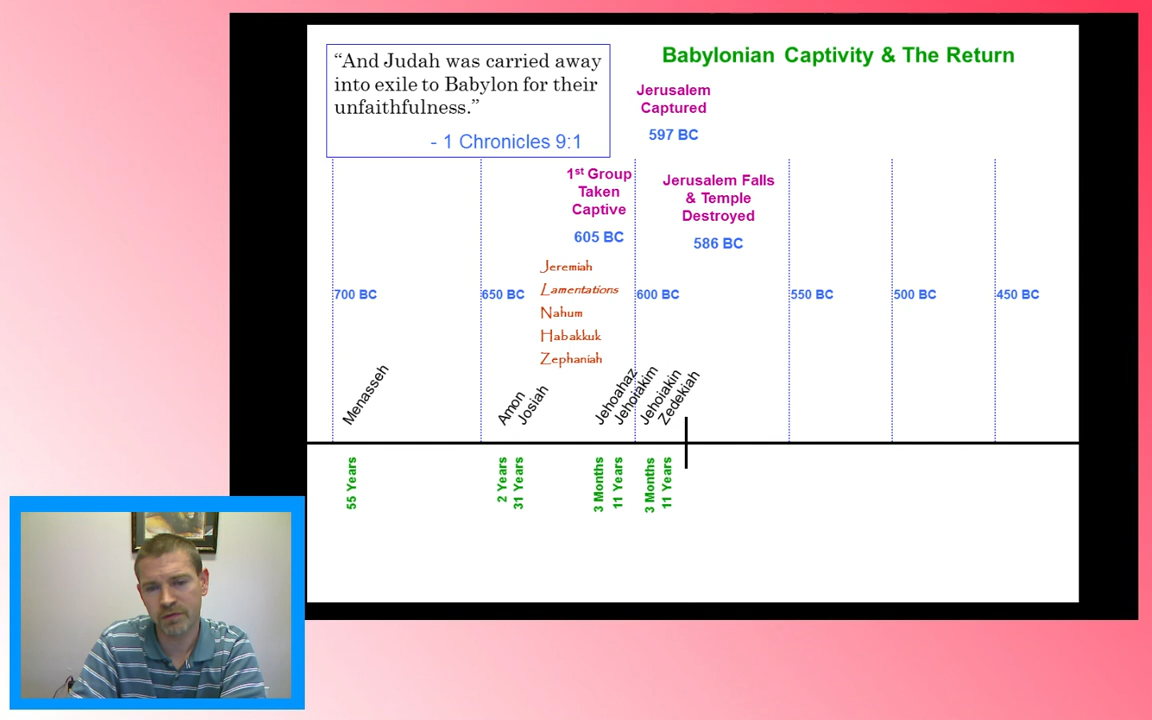 “And Judah was carried away
into exile to Babylon for their
unfaithfulness.”
- 1 Chronicles 9:1
Babylonian Captivity & The Return
Jerusalem
Captured
597 BC
1st Group
Taken
Captive
605 BC
Jerusalem Falls
& Temple
Destroyed
586 BC
Jeremiah
Lamentations
Nahum
Habakkuk
Zephaniah
700 BC
650 BC
600 BC
550 BC
500 BC
450 BC
Menasseh
Amon
Josiah
Jehoahaz
Jehoiakim
Jehoiakin
Zedekiah
55 Years
2 Years
31 Years
3 Months
11 Years
3 Months
11 Years